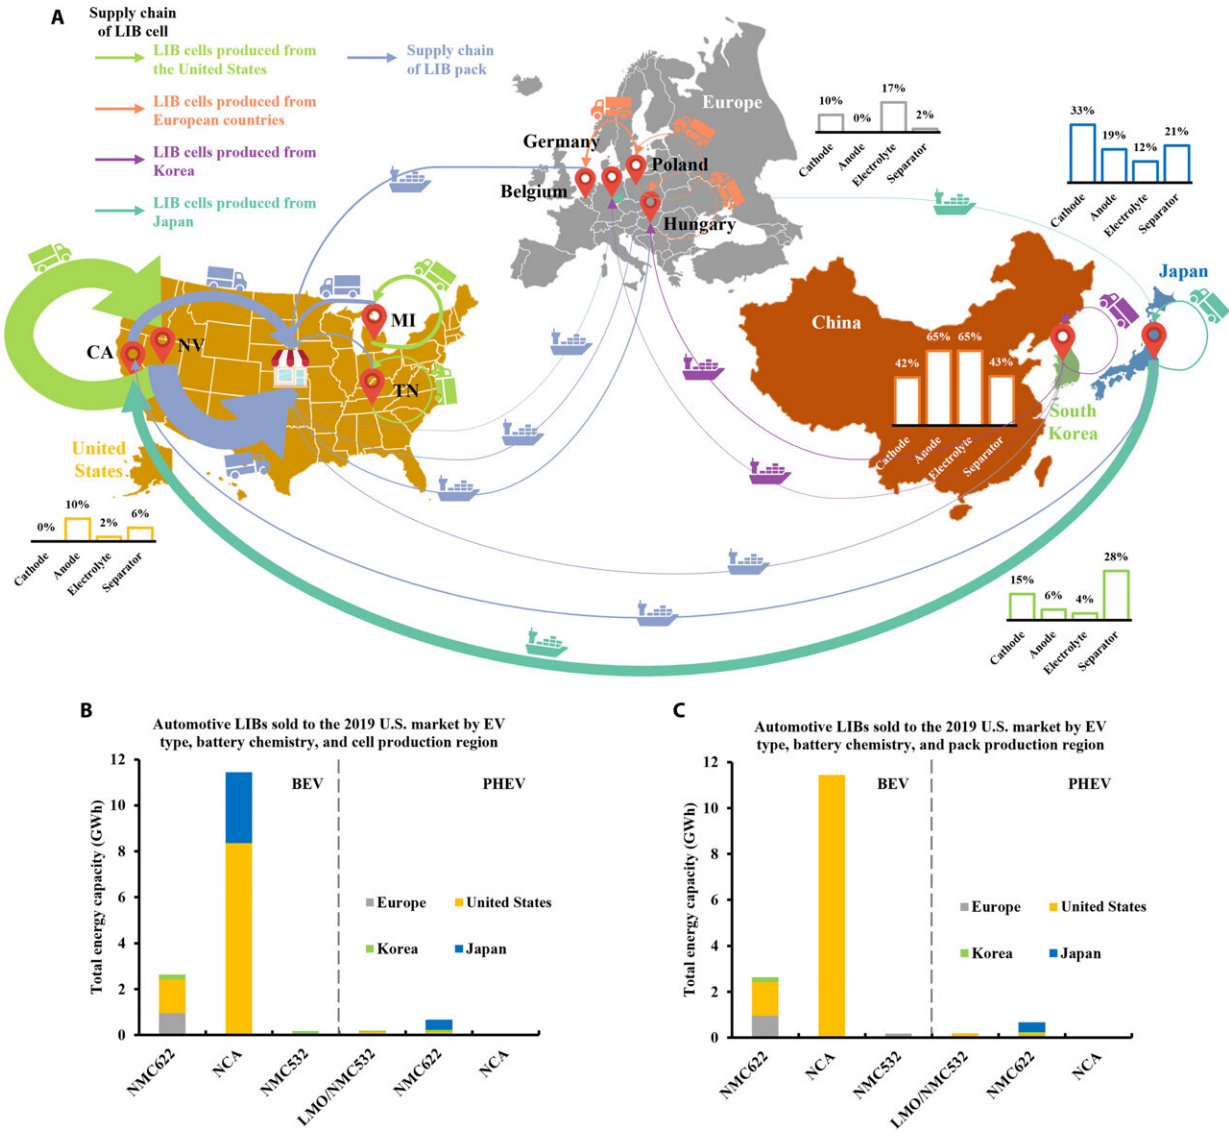 A
Supply chain
of LIB cell
LIB cells produced from
the United States
Supply chain
of LIB pack
LIB cells produced from
European countries
LIB cells produced from
Korea
LIB cells produced from
Japan
Europe
Germany
Poland
Belgium
Hungary
10%
0%
17%
2%
Cathode
Anode
Electrolyte
Separator
33%
19%
12%
21%
Cathode
Anode
Electrolyte
Separator
Japan
China
42%
65%
65%
43%
Cathode
Anode
Electrolyte
Separator
South
Korea
CA
NV
MI
TN
United
States
0%
10%
2%
6%
Cathode
Anode
Electrolyte
Separator
15%
6%
4%
28%
Cathode
Anode
Electrolyte
Separator
B
Automotive LIBs sold to the 2019 U.S. market by EV
type, battery chemistry, and cell production region
Total energy capacity (GWh)
12
10
8
6
4
2
0
BEV
PHEV
Europe
United States
Korea
Japan
NMC622
NCA
NMC532
LMO/NMC532
NMC622
NCA
C
Automotive LIBs sold to the 2019 U.S. market by EV
type, battery chemistry, and pack production region
Total energy capacity (GWh)
12
10
8
6
4
2
0
BEV
PHEV
Europe
United States
Korea
Japan
NMC622
NCA
NMC532
LMO/NMC532
NMC622
NCA